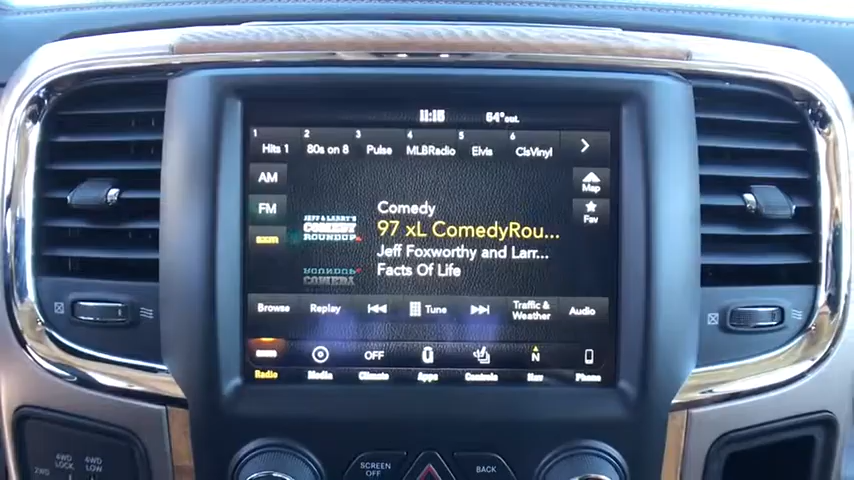 11:15 64°out
1 2 3 4 5 6
Hits 1 80s on 8 Pulse MLBRadio Elvis ClsVinyl
AM
FM
sxm
Map
Fav
JEFF & LARRY'S
COMEDY
ROUNDUP
Comedy
97 xL ComedyRou...
Jeff Foxworthy and Larr...
Facts Of Life
Browse Replay Tune Traffic & Weather Audio
OFF N
Radio Media Climate Apps Controls Nav Phone
4WD LOCK 4WD LOW
2WD
SCREEN OFF
BACK